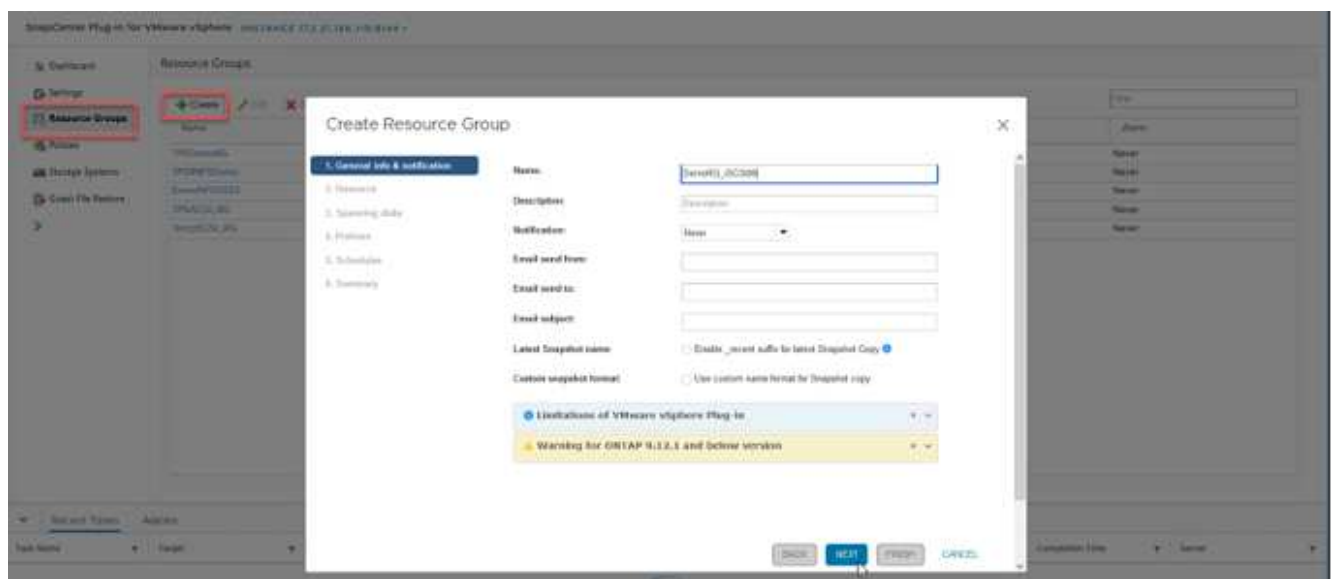 SnapCenter Plug-in for VMware vSphere
Dashboard
Settings
Resource Groups
Policies
Storage Systems
Guest File Restore
Resource Groups
Create
Name
Filter
Never
Never
Never
Never
Never
Create Resource Group
1. General info & notification
2. Resource
3. Spanning disks
4. Policies
5. Schedules
6. Summary
Name:
Description:
Description
Notification:
Never
Email send from:
Email send to:
Email subject:
Latest Snapshot name
Enable _recent suffix for latest Snapshot Copy
Custom snapshot format:
Use custom name format for Snapshot copy
Limitations of VMware vSphere Plug-in
Warning for ONTAP 9.12.1 and below version
BACK
NEXT
FINISH
CANCEL
Recent Tasks
Alarms
Task Name
Target
Completion Time
Server